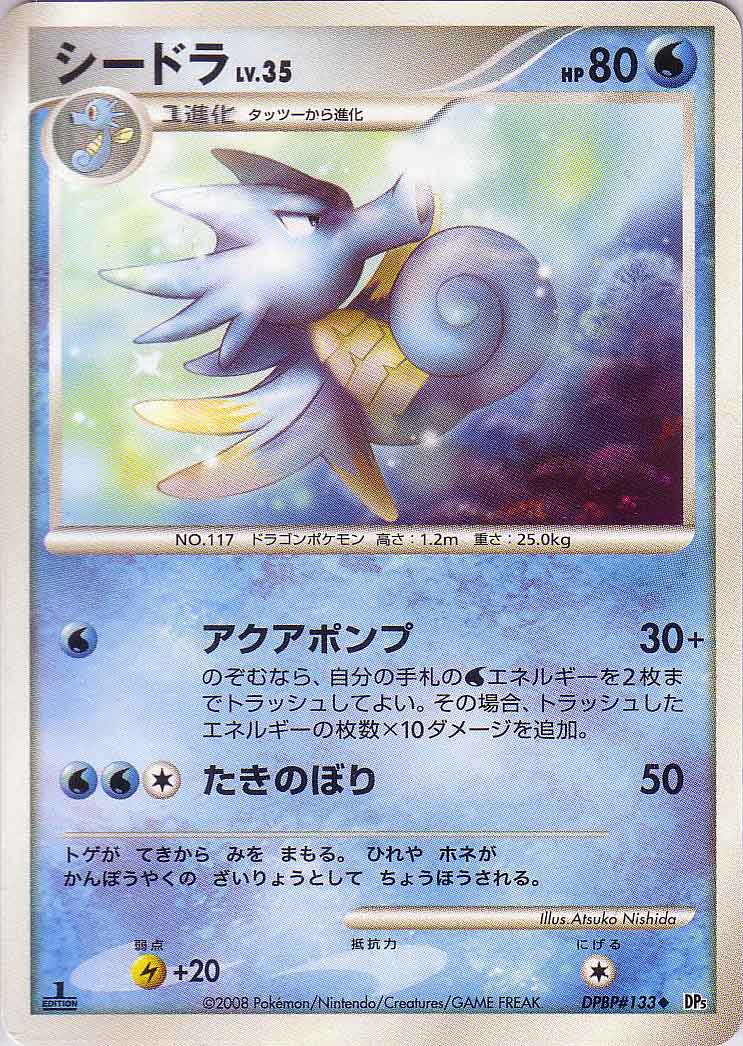 シードラ LV.35 HP 80
1進化 タッツーから進化
NO.117 ドラゴンポケモン 高さ:1.2m 重さ:25.0kg
アクアポンプ 30+
のぞむなら、自分の手札のエネルギーを2枚ま
でトラッシュしてよい。その場合、トラッシュした
エネルギーの枚数×10ダメージを追加。
たきのぼり 50
トゲが てきから みを まもる。 ひれや ホネが
かんぽうやくの ざいりょうとして ちょうほうされる。
Illus.Atsuko Nishida
弱点 抵抗力 にげる
+20
1 EDITION ©2008 Pokémon/Nintendo/Creatures/GAME FREAK. DPBP#133◆ DPs